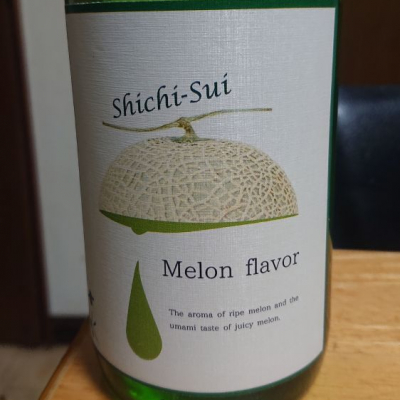 Shichi-Sui
Melon flavor
The aroma of ripe melon and the
umami taste of juicy melon.